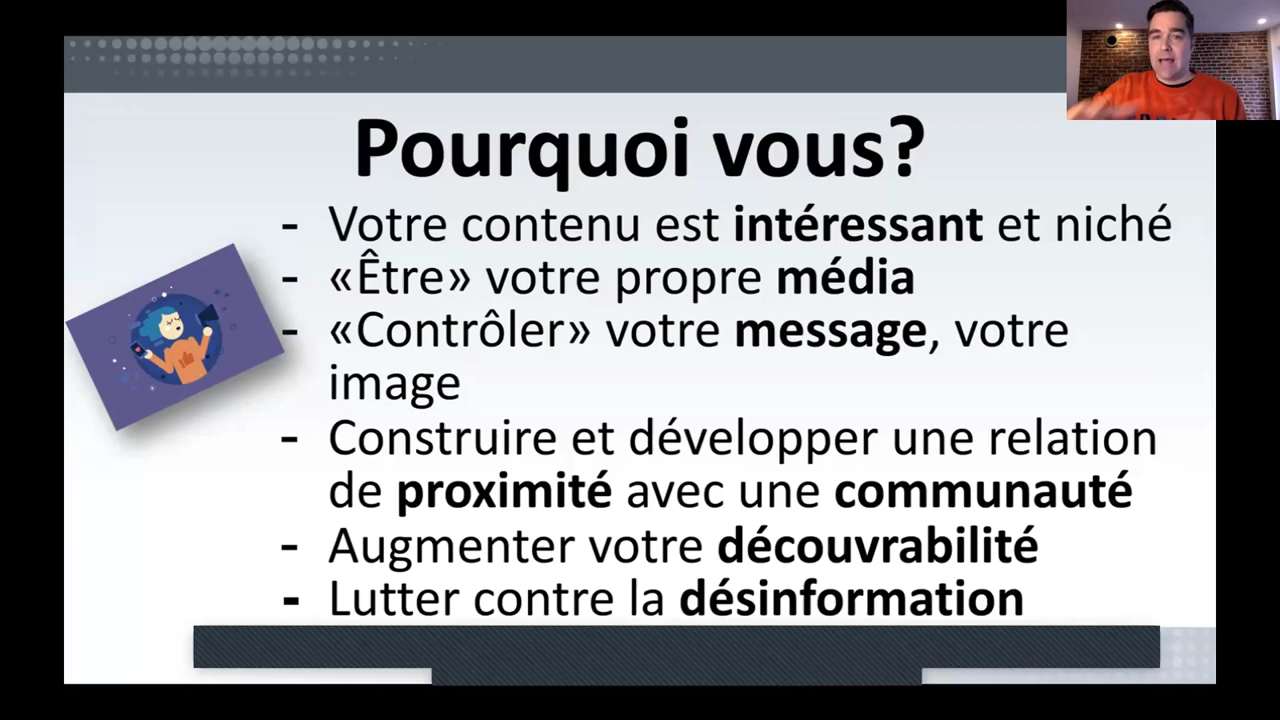 Pourquoi vous?
- Votre contenu est intéressant et niché
- «Être» votre propre média
- «Contrôler» votre message, votre
image
- Construire et développer une relation
de proximité avec une communauté
- Augmenter votre découvrabilité
- Lutter contre la désinformation